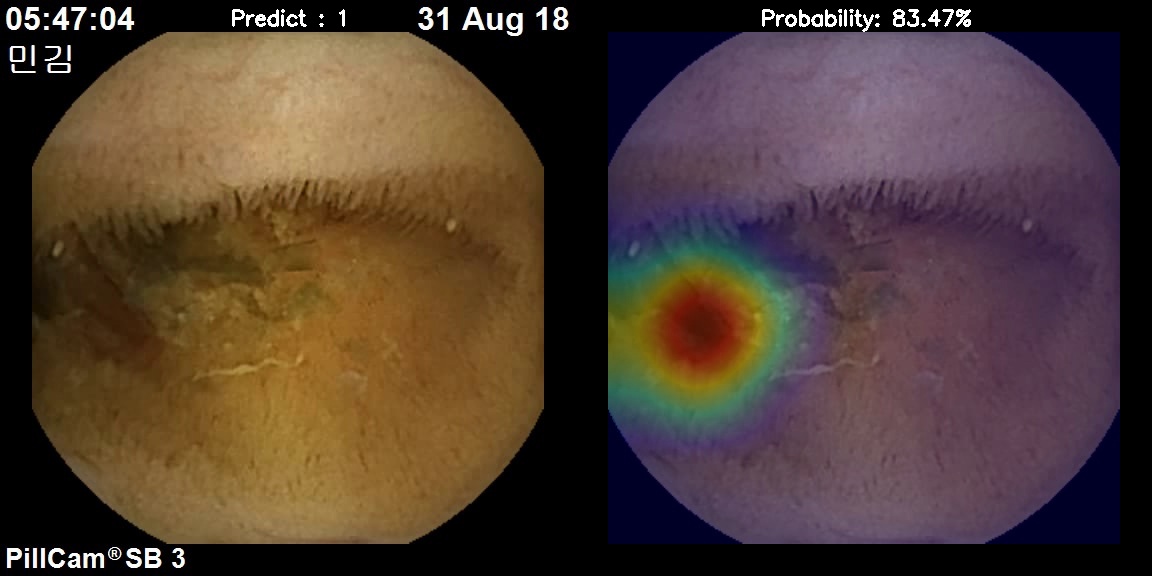 05:47:04
Predict : 1
31 Aug 18
Probability: 83.47%
민김
PillCam® SB 3